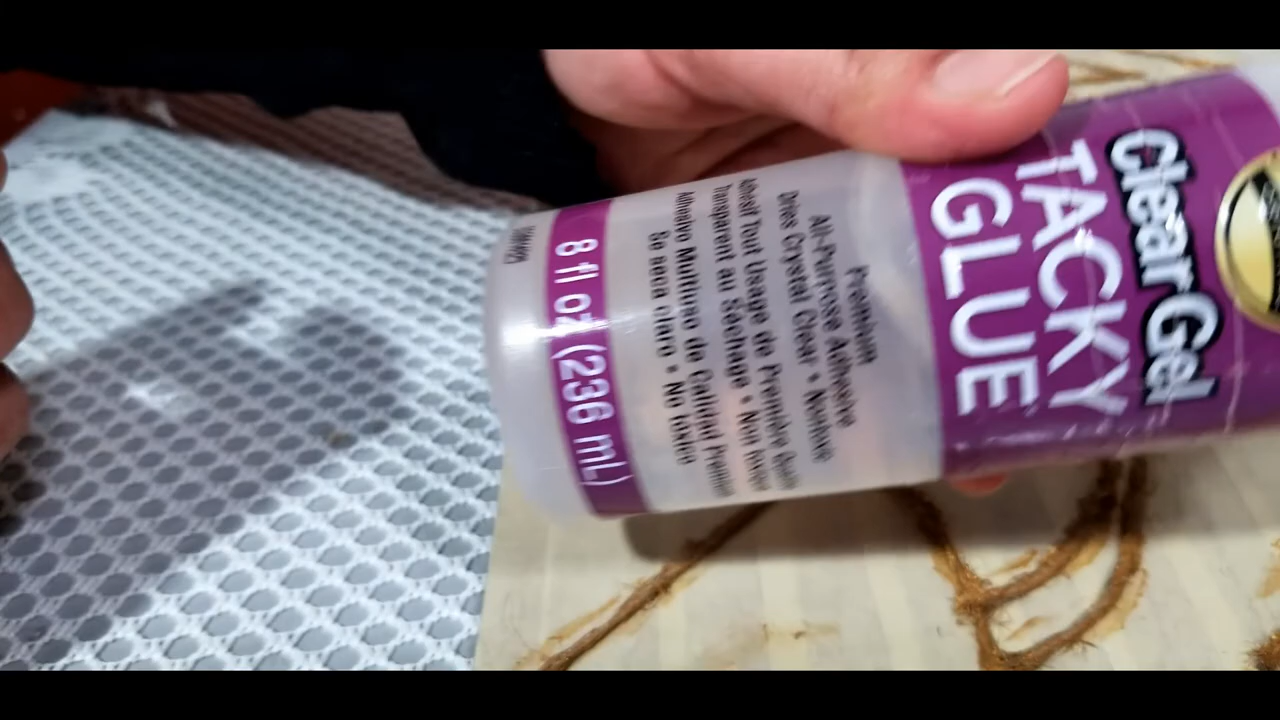 Clear Gel
TACKY
GLUE
Premium
All-Purpose Adhesive
Dries Crystal Clear • Nontoxic
Adhésif Tout Usage de Première
Transparent au Séchage • Non toxique
Adhesivo Multiuso de Calidad Premium
Se seca claro • No tóxico
8 fl oz (236 mL)